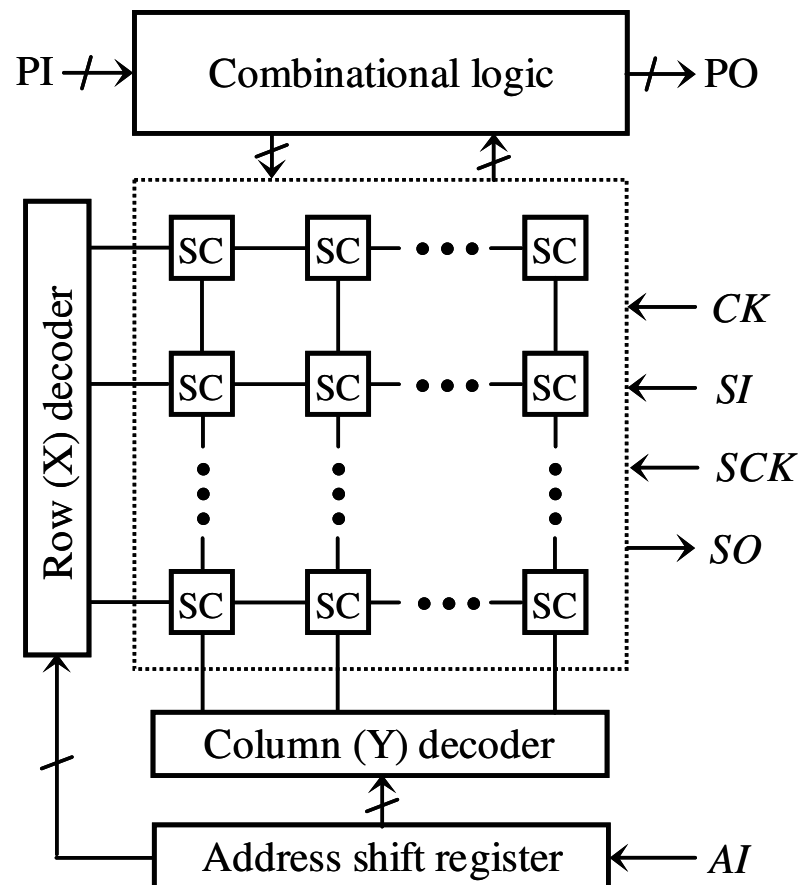 PI
Combinational logic
PO
SC SC SC
CK
SC SC SC
SI
Row (X) decoder
SCK
SO
SC SC SC
Column (Y) decoder
Address shift register
AI